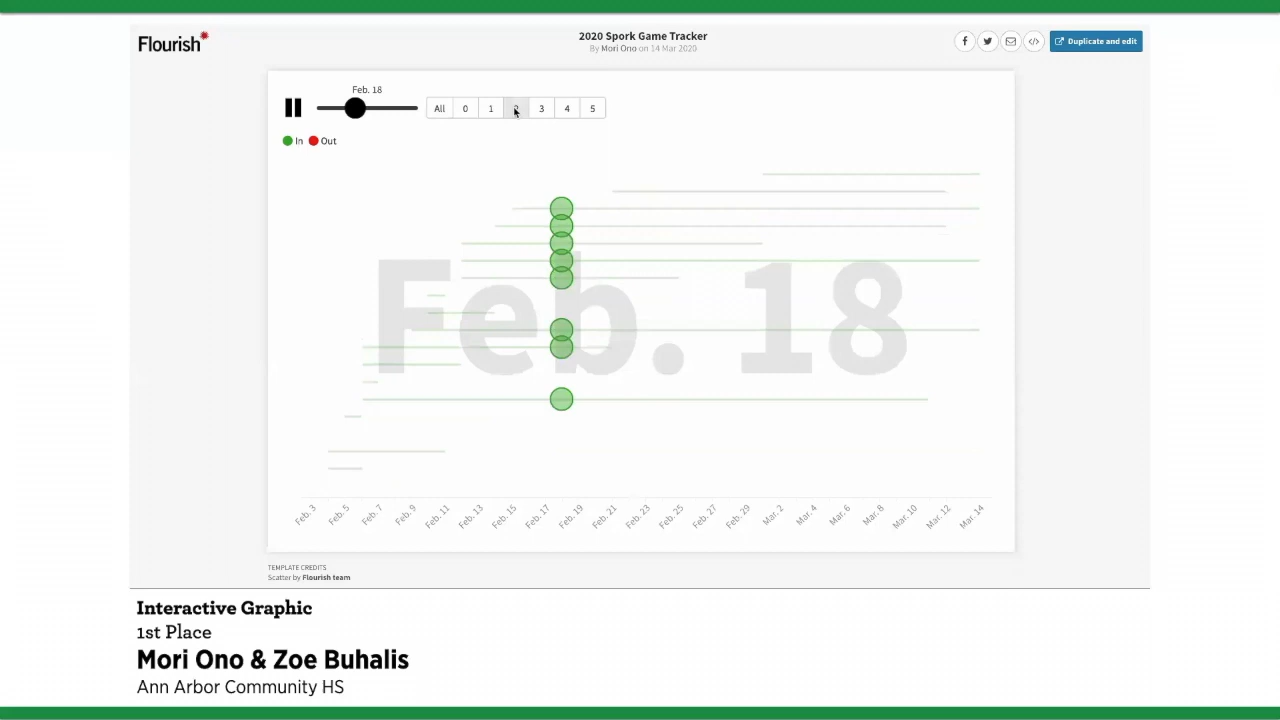 Flourish
2020 Spork Game Tracker
By Mori Ono on 14 Mar 2020
f
</>
Duplicate and edit
Feb. 18
All 0 1 2 3 4 5
In Out
Feb. 18
Feb. 3 Feb. 5 Feb. 7 Feb. 9 Feb. 11 Feb. 13 Feb. 15 Feb. 17 Feb. 19 Feb. 21 Feb. 23 Feb. 25 Feb. 27 Feb. 29 Mar. 2 Mar. 4 Mar. 6 Mar. 8 Mar. 10 Mar. 12 Mar. 14
TEMPLATE CREDITS
Scatter by Flourish team
Interactive Graphic
1st Place
Mori Ono & Zoe Buhalis
Ann Arbor Community HS